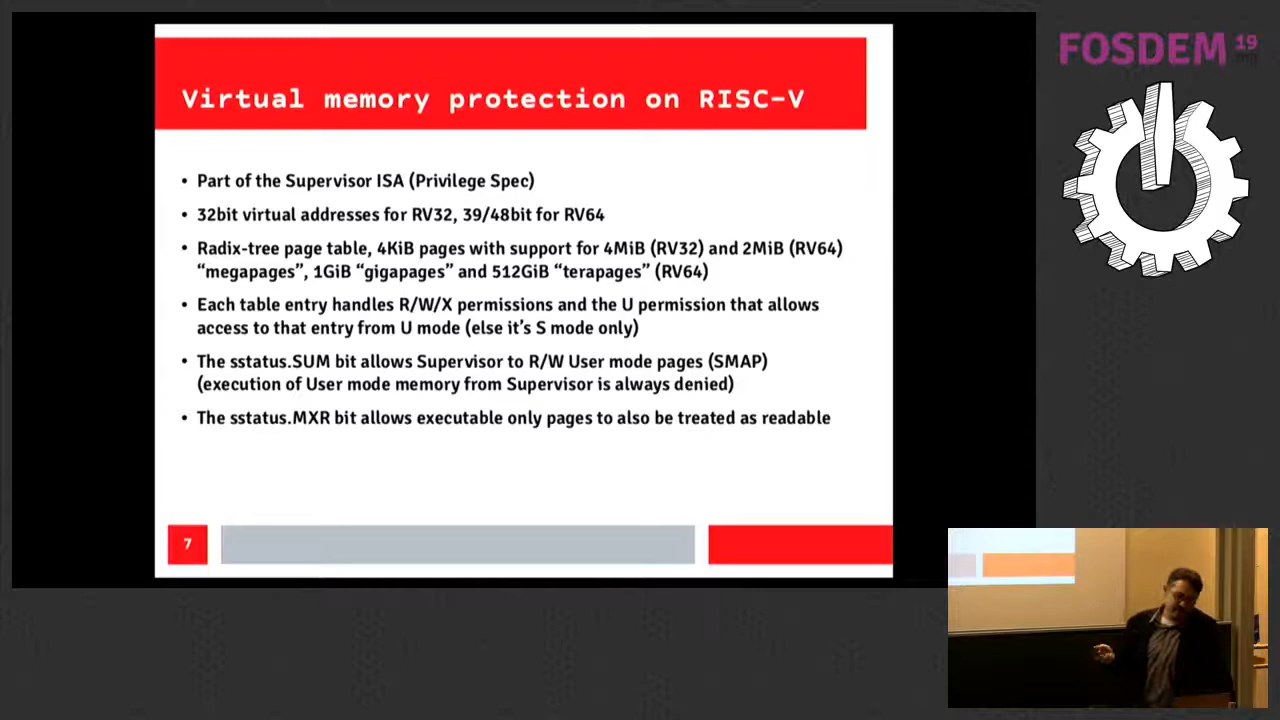 FOSDEM 19
Virtual memory protection on RISC-V
• Part of the Supervisor ISA (Privilege Spec)
• 32bit virtual addresses for RV32, 39/48bit for RV64
• Radix-tree page table, 4KiB pages with support for 4MiB (RV32) and 2MiB (RV64)
“megapages”, 1GiB “gigapages” and 512GiB “terapages” (RV64)
• Each table entry handles R/W/X permissions and the U permission that allows
access to that entry from U mode (else it’s S mode only)
• The sstatus.SUM bit allows Supervisor to R/W User mode pages (SMAP)
(execution of User mode memory from Supervisor is always denied)
• The sstatus.MXR bit allows executable only pages to also be treated as readable
7